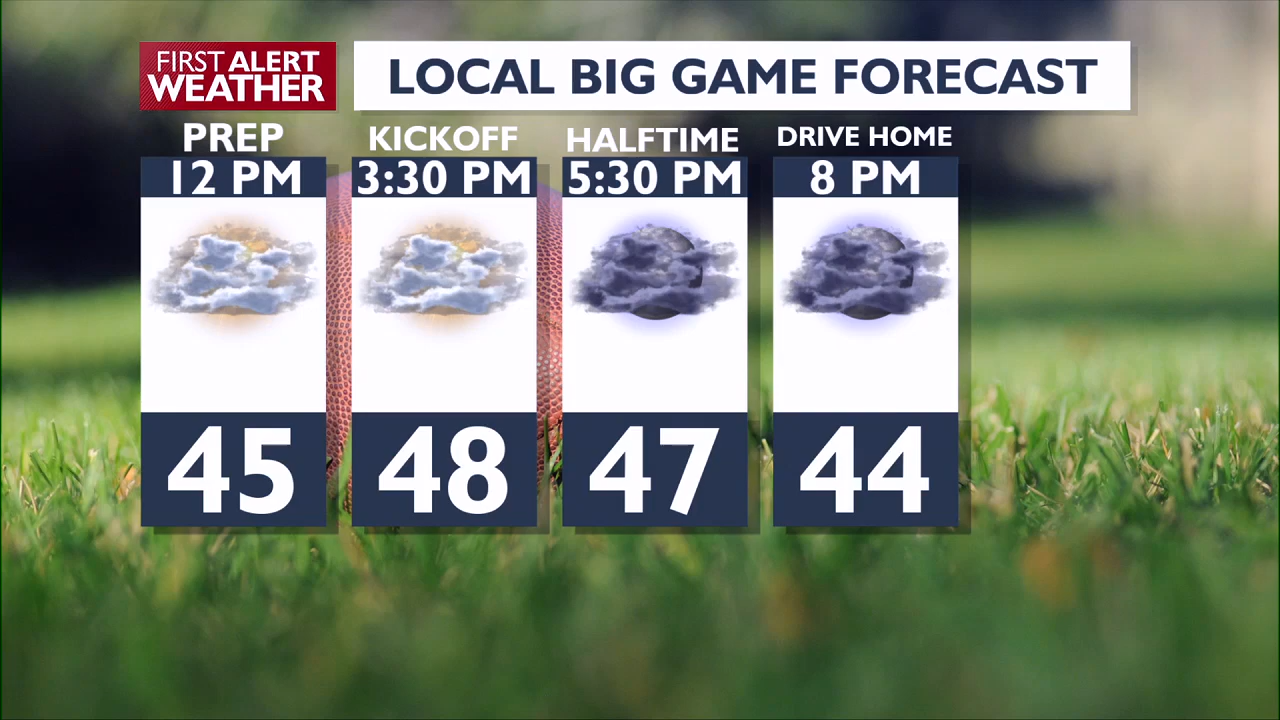 FIRST ALERT
WEATHER
LOCAL BIG GAME FORECAST
PREP
12 PM
45
KICKOFF
3:30 PM
48
HALFTIME
5:30 PM
47
DRIVE HOME
8 PM
44